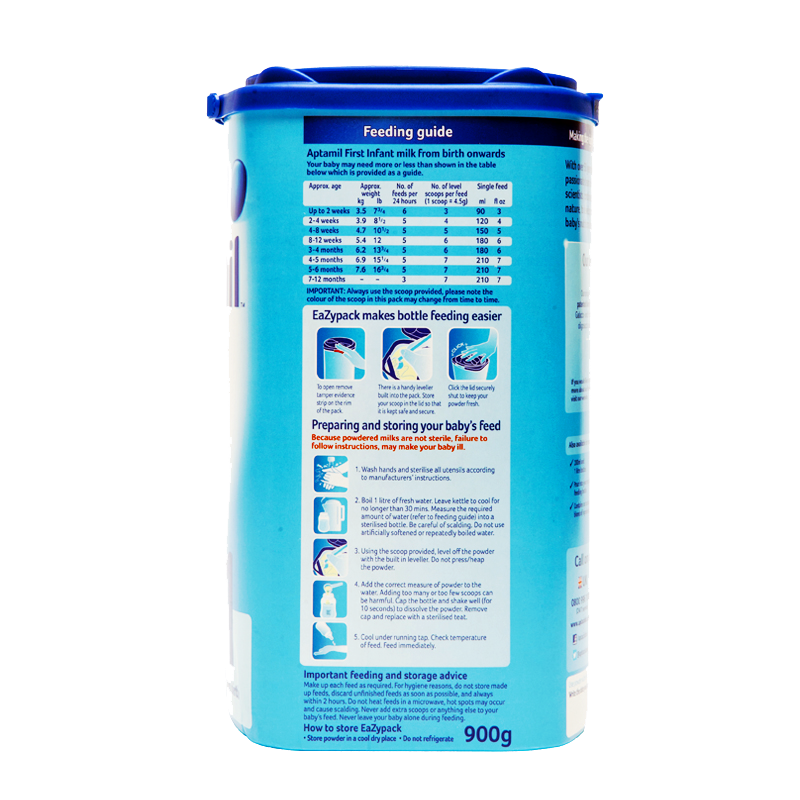 Feeding guide
Aptamil First Infant milk from birth onwards
Your baby may need more or less than shown in the table
below which is provided as a guide.
Approx. age Approx. weight No. of feeds per 24 hours No. of level scoops per feed (1 scoop = 4.5g) Single feed
kg lb ml fl oz
Up to 2 weeks 3.5 7 3/4 6 3 90 3
2-4 weeks 3.9 8 1/2 5 4 120 4
4-8 weeks 4.7 10 1/2 5 5 150 5
8-12 weeks 5.4 12 5 6 180 6
3-4 months 6.2 13 3/4 5 6 180 6
4-5 months 6.9 15 1/4 5 7 210 7
5-6 months 7.6 16 3/4 5 7 210 7
7-12 months – – 3 7 210 7
IMPORTANT: Always use the scoop provided, please note the
colour of the scoop in this pack may change from time to time.
EaZypack makes bottle feeding easier
CLICK
To open remove
tamper evidence
strip on the rim
of the pack.
There is a handy leveller
built into the pack. Store
your scoop in the lid so that
it is kept safe and secure.
Click the lid securely
shut to keep your
powder fresh.
Preparing and storing your baby's feed
Because powdered milks are not sterile, failure to
follow instructions, may make your baby ill.
1. Wash hands and sterilise all utensils according
to manufacturers' instructions.
2. Boil 1 litre of fresh water. Leave kettle to cool for
no longer than 30 mins. Measure the required
amount of water (refer to feeding guide) into a
sterilised bottle. Be careful of scalding. Do not use
artificially softened or repeatedly boiled water.
3. Using the scoop provided, level off the powder
with the built in leveller. Do not press/heap
the powder.
4. Add the correct measure of powder to the
water. Adding too many or too few scoops can
be harmful. Cap the bottle and shake well (for
10 seconds) to dissolve the powder. Remove
cap and replace with a sterilised teat.
5. Cool under running tap. Check temperature
of feed. Feed immediately.
Important feeding and storage advice
Make up each feed as required. For hygiene reasons, do not store made
up feeds, discard unfinished feeds as soon as possible, and always
within 2 hours. Do not heat feeds in a microwave, hot spots may occur
and cause scalding. Never add extra scoops or anything else to your
baby's feed. Never leave your baby alone during feeding.
How to store EaZypack
• Store powder in a cool dry place • Do not refrigerate
900g
Making
With